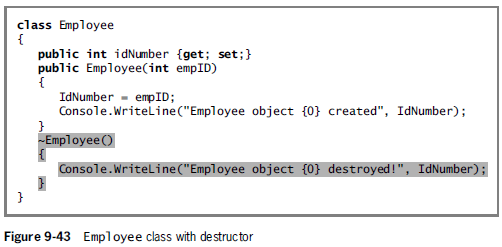 class Employee
{
public int idNumber {get; set;}
public Employee(int empID)
{
IdNumber = empID;
Console.WriteLine("Employee object {0} created", IdNumber);
}
~Employee()
{
Console.WriteLine("Employee object {0} destroyed!", IdNumber);
}
}
Figure 9-43 Employee class with destructor